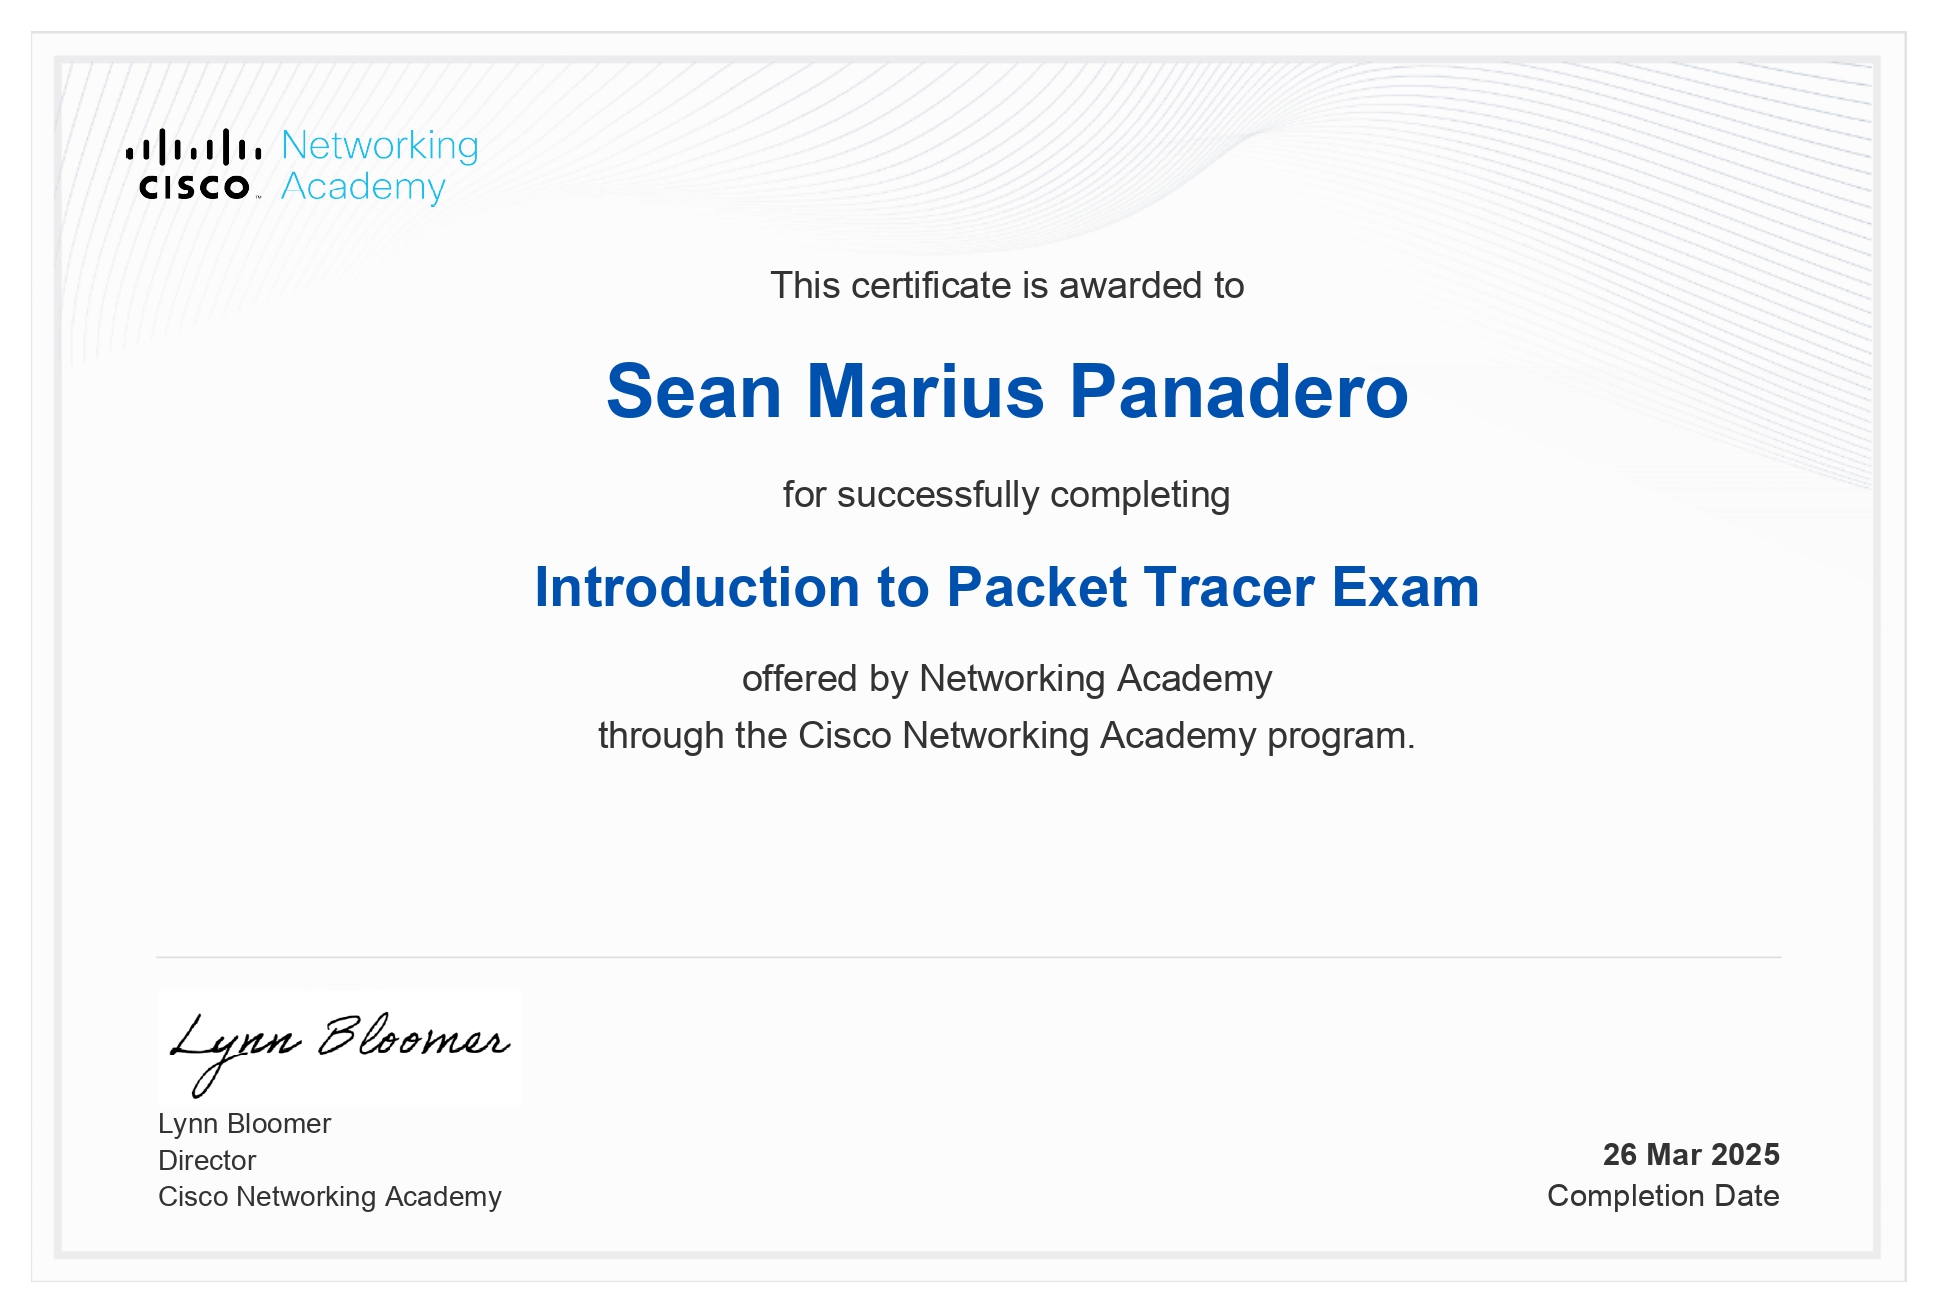 cisco™
Networking
Academy
This certificate is awarded to
Sean Marius Panadero
for successfully completing
Introduction to Packet Tracer Exam
offered by Networking Academy
through the Cisco Networking Academy program.
Lynn Bloomer
Lynn Bloomer
Director
Cisco Networking Academy
26 Mar 2025
Completion Date